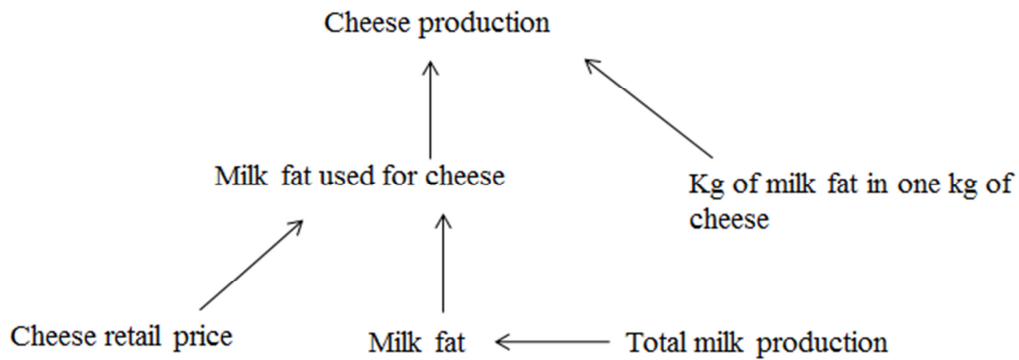 Cheese production
Milk fat used for cheese
Kg of milk fat in one kg of
cheese
Cheese retail price
Milk fat
Total milk production